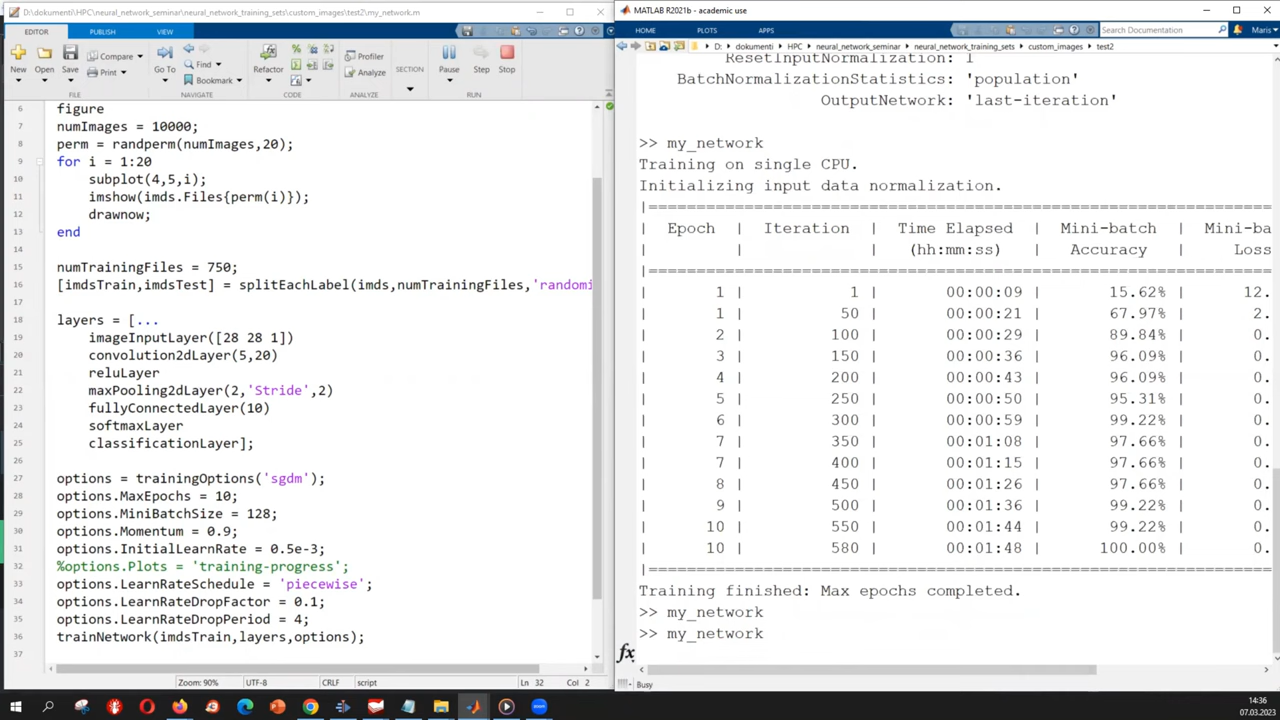 D:\dokumenti\HPC\neural_network_seminar\neural_network_training_sets\custom_images\test2\my_network.m
EDITOR PUBLISH VIEW
New Open Save Compare Print Go To Find Bookmark Refactor Profiler Analyze SECTION Pause Step Stop
FILE NAVIGATE CODE ANALYZE RUN
6 figure
7 numImages = 10000;
8 perm = randperm(numImages,20);
9 for i = 1:20
10 subplot(4,5,i);
11 imshow(imds.Files{perm(i)});
12 drawnow;
13 end
14
15 numTrainingFiles = 750;
16 [imdsTrain,imdsTest] = splitEachLabel(imds,numTrainingFiles,'randomi
17
18 layers = [...
19 imageInputLayer([28 28 1])
20 convolution2dLayer(5,20)
21 reluLayer
22 maxPooling2dLayer(2,'Stride',2)
23 fullyConnectedLayer(10)
24 softmaxLayer
25 classificationLayer];
26
27 options = trainingOptions('sgdm');
28 options.MaxEpochs = 10;
29 options.MiniBatchSize = 128;
30 options.Momentum = 0.9;
31 options.InitialLearnRate = 0.5e-3;
32 %options.Plots = 'training-progress';
33 options.LearnRateSchedule = 'piecewise';
34 options.LearnRateDropFactor = 0.1;
35 options.LearnRateDropPeriod = 4;
36 trainNetwork(imdsTrain,layers,options);
37
Zoom: 90% UTF-8 CRLF script Ln 32 Col 2
MATLAB R2021b - academic use
HOME PLOTS APPS Search Documentation Maris
D: dokumenti HPC neural_network_seminar neural_network_training_sets custom_images test2
ResetInputNormalization: 1
BatchNormalizationStatistics: 'population'
OutputNetwork: 'last-iteration'
>> my_network
Training on single CPU.
Initializing input data normalization.
|=====================================================
| Epoch | Iteration | Time Elapsed | Mini-batch | Mini-ba
| | | (hh:mm:ss) | Accuracy | Loss
|=====================================================
| 1 | 1 | 00:00:09 | 15.62% | 12.
| 1 | 50 | 00:00:21 | 67.97% | 2.
| 2 | 100 | 00:00:29 | 89.84% | 0.
| 3 | 150 | 00:00:36 | 96.09% | 0.
| 4 | 200 | 00:00:43 | 96.09% | 0.
| 5 | 250 | 00:00:50 | 95.31% | 0.
| 6 | 300 | 00:00:59 | 99.22% | 0.
| 7 | 350 | 00:01:08 | 97.66% | 0.
| 7 | 400 | 00:01:15 | 97.66% | 0.
| 8 | 450 | 00:01:26 | 97.66% | 0.
| 9 | 500 | 00:01:36 | 99.22% | 0.
| 10 | 550 | 00:01:44 | 99.22% | 0.
| 10 | 580 | 00:01:48 | 100.00% | 0.
|=====================================================
Training finished: Max epochs completed.
>> my_network
>> my_network
fx
Busy
14:36
07.03.2023